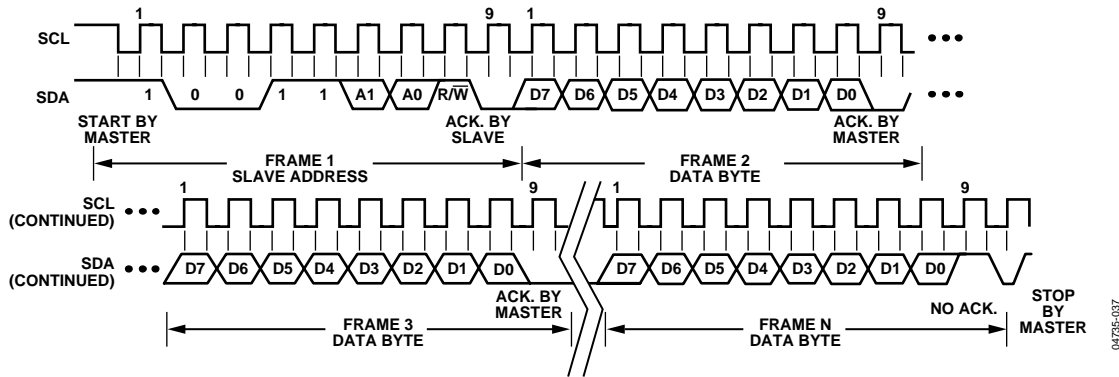 1 9 1 9
SCL
SDA 1 0 0 1 1 A1 A0 R/W̅ D7 D6 D5 D4 D3 D2 D1 D0
START BY MASTER
ACK. BY SLAVE
ACK. BY MASTER
FRAME 1
SLAVE ADDRESS
FRAME 2
DATA BYTE
1 9 1 9
SCL
(CONTINUED)
SDA
(CONTINUED)
D7 D6 D5 D4 D3 D2 D1 D0 D7 D6 D5 D4 D3 D2 D1 D0
ACK. BY
MASTER
NO ACK.
STOP
BY
MASTER
FRAME 3
DATA BYTE
FRAME N
DATA BYTE
04735-037